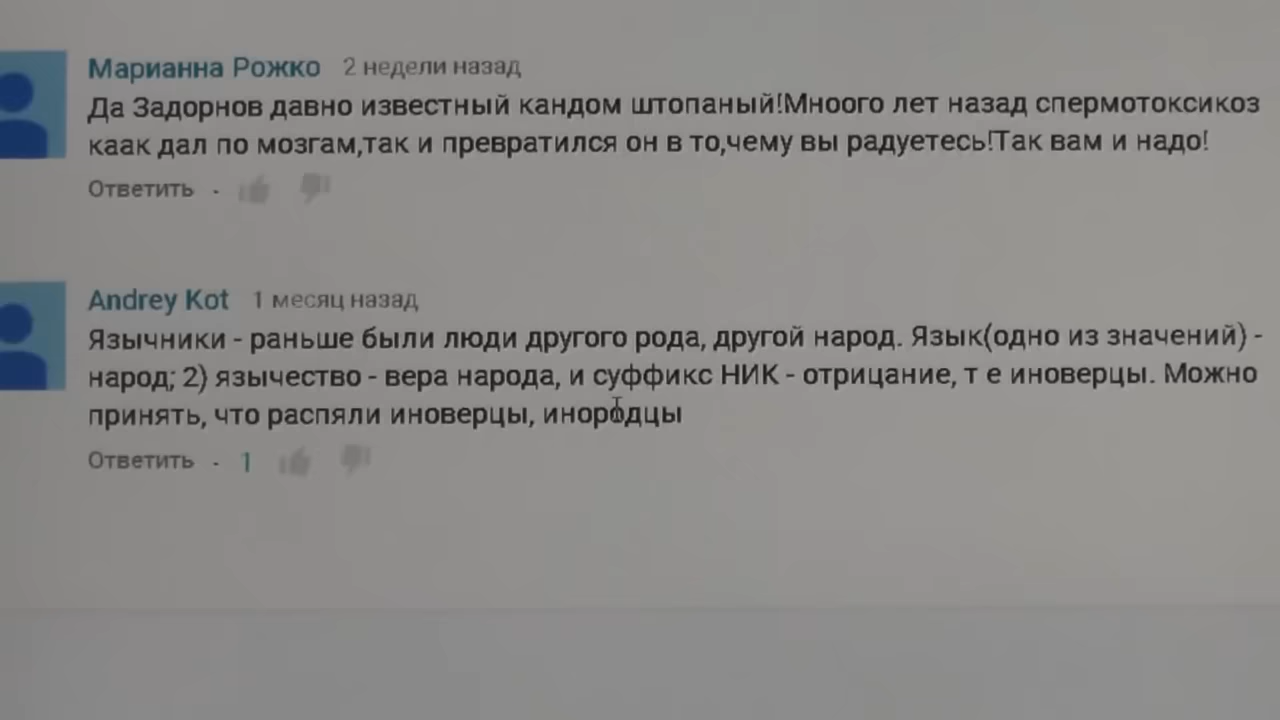 Марианна Рожко 2 недели назад
Да Задорнов давно известный кандом штопаный!Мноого лет назад спермотоксикоз
каак дал по мозгам,так и превратился он в то,чему вы радуетесь!Так вам и надо!
Ответить ·
Andrey Kot 1 месяц назад
Язычники - раньше были люди другого рода, другой народ. Язык(одно из значений) -
народ; 2) язычество - вера народа, и суффикс НИК - отрицание, т е иноверцы. Можно
принять, что распяли иноверцы, инородцы
Ответить · 1